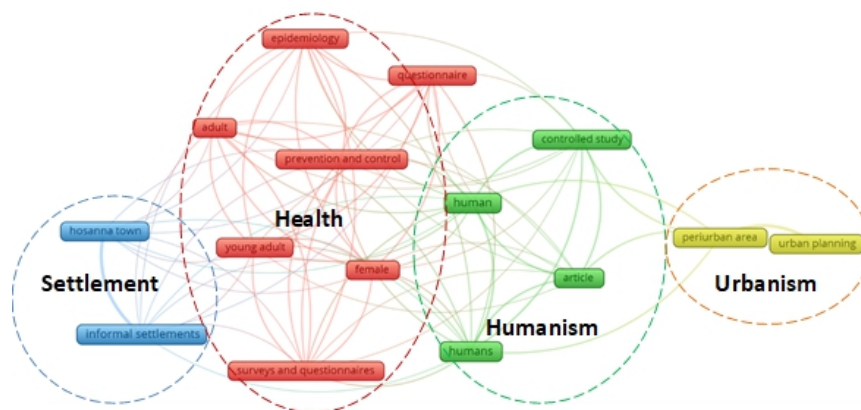 epidemiology
questionnaire
adult
controlled study
prevention and control
human
Health
hosanna town
periurban area
urban planning
young adult
female
article
Settlement
Urbanism
Humanism
informal settlements
humans
surveys and questionnaires